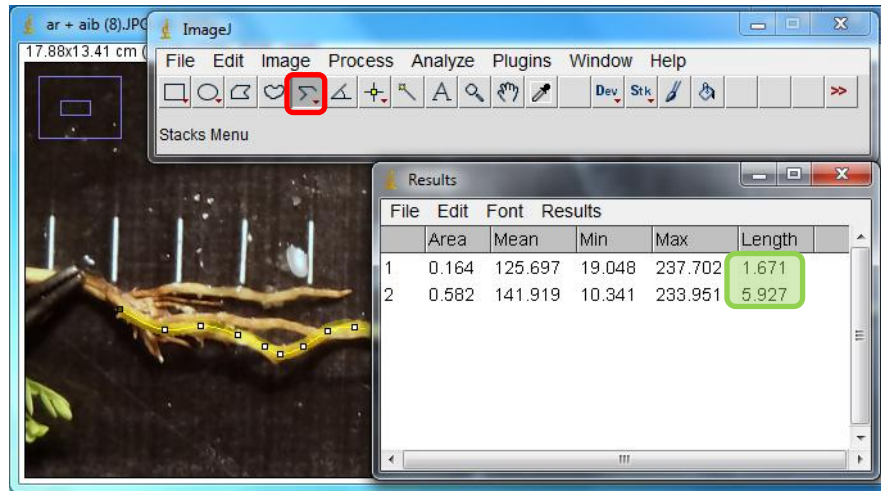 ar + aib (8).JPG
17.88x13.41 cm (
ImageJ
File Edit Image Process Analyze Plugins Window Help
A Dev Stk >>
Stacks Menu
Results
File Edit Font Results
Area Mean Min Max Length
1 0.164 125.697 19.048 237.702 1.671
2 0.582 141.919 10.341 233.951 5.927